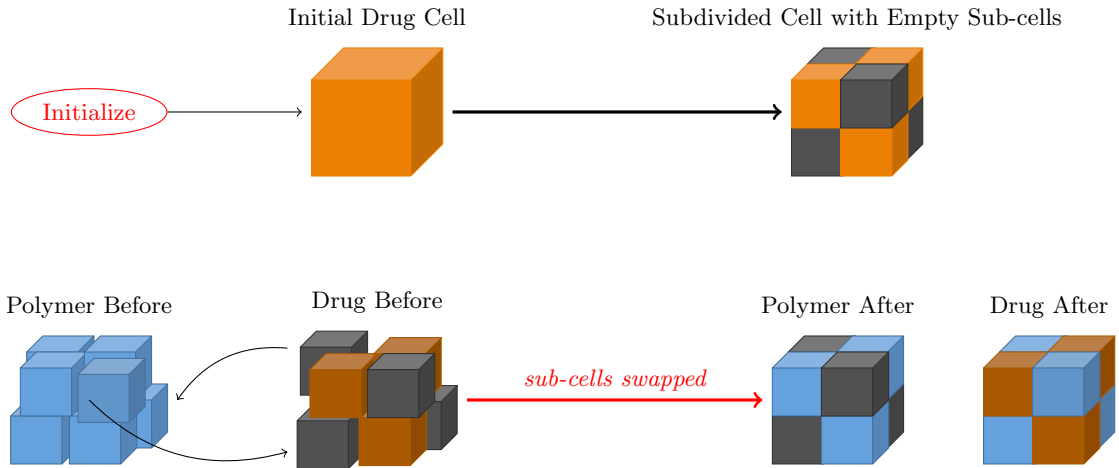 Initial Drug Cell
Subdivided Cell with Empty Sub-cells
Initialize
Polymer Before
Drug Before
Polymer After
Drug After
sub-cells swapped